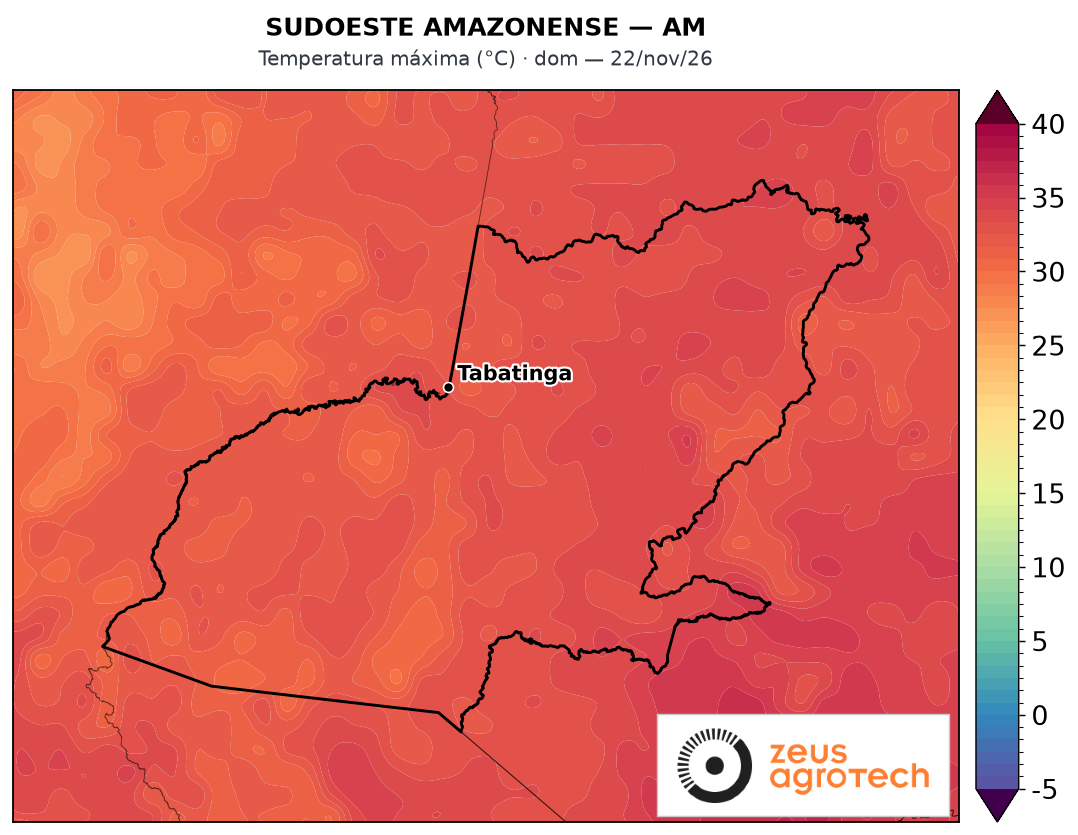 SUDOESTE AMAZONENSE — AM
Temperatura máxima (°C) · dom — 22/nov/26
40
35
30
25
20
15
10
5
0
-5
Tabatinga
zeus
agrotech